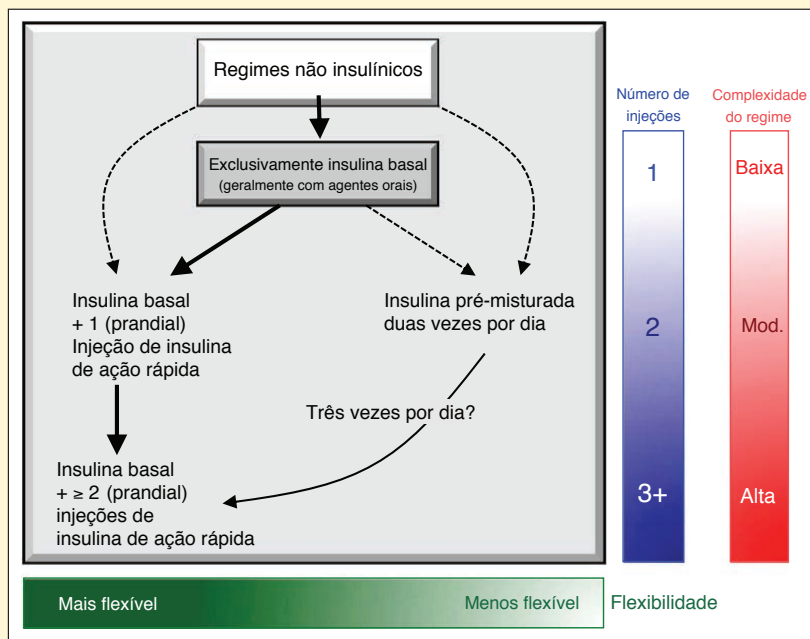 Regimes não insulínicos
Exclusivamente insulina basal
(geralmente com agentes orais)
Insulina basal
+ 1 (prandial)
Injeção de insulina
de ação rápida
Insulina pré-misturada
duas vezes por dia
Três vezes por dia?
Insulina basal
+ ≥ 2 (prandial)
injeções de
insulina de ação rápida
Número de
injeções
1
2
3+
Complexidade
do regime
Baixa
Mod.
Alta
Mais flexível
Menos flexível
Flexibilidade